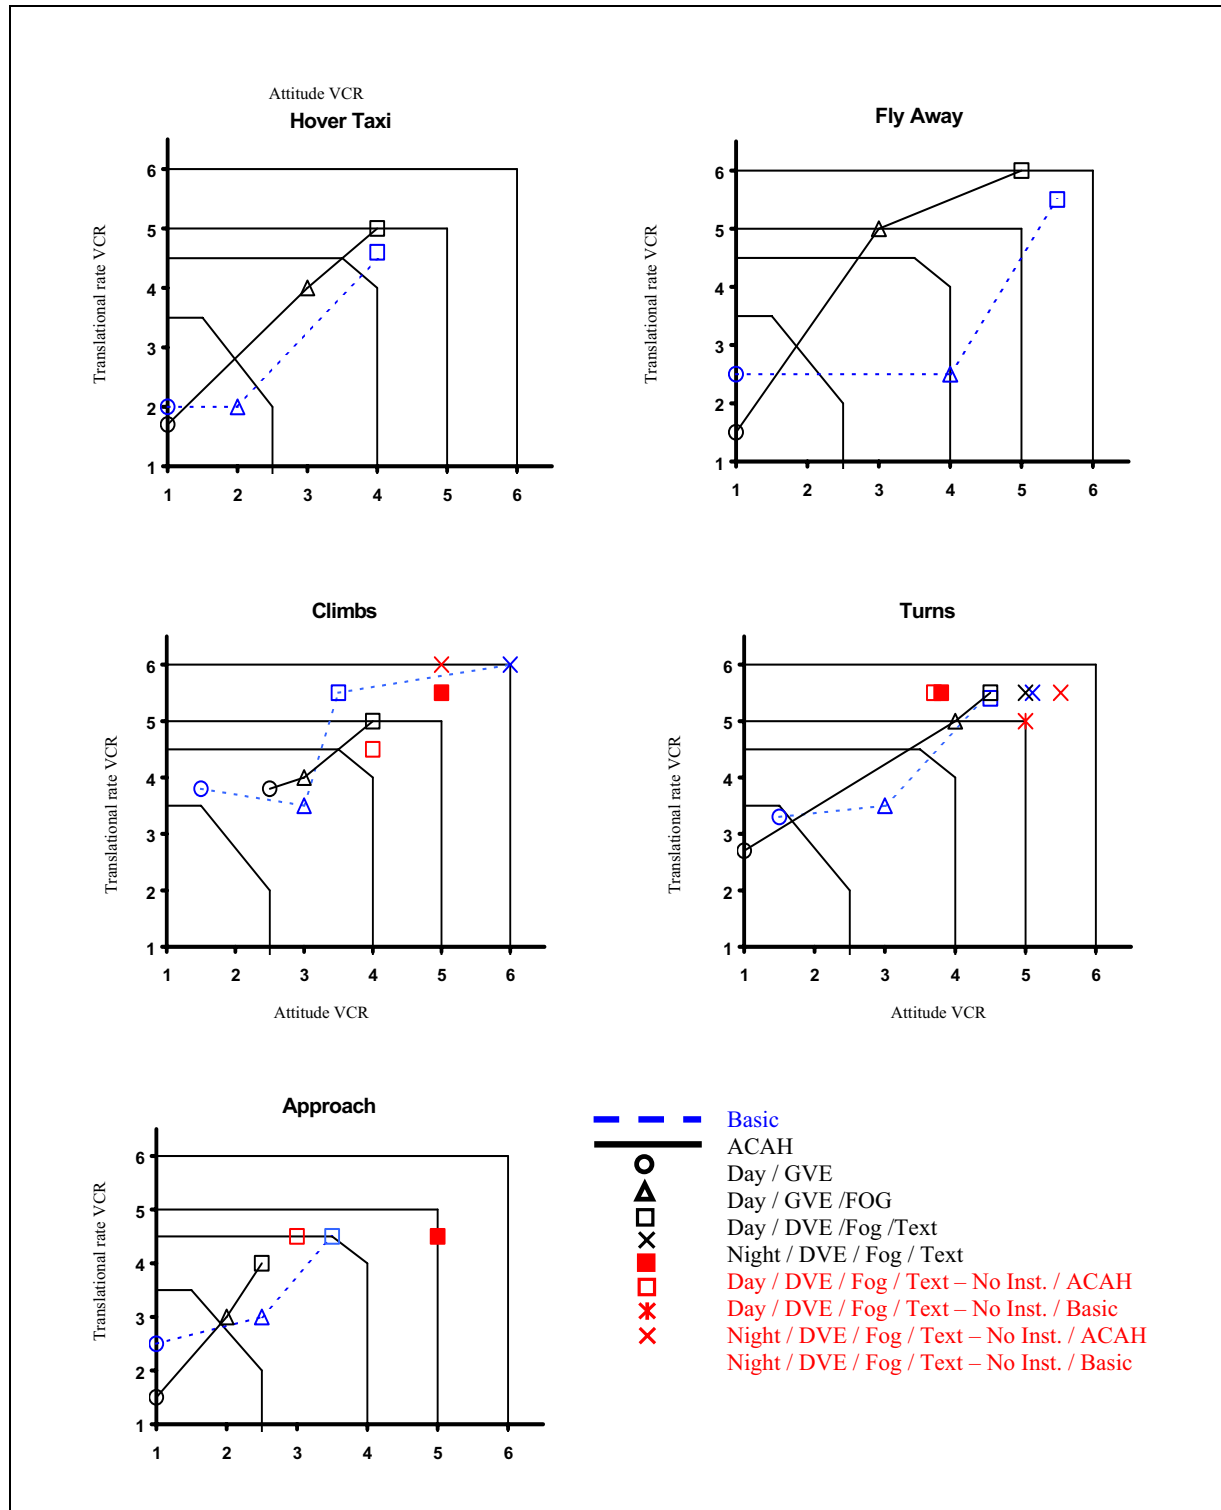 Attitude VCR
Hover Taxi
Translational rate VCR
6
5
4
3
2
1
1 2 3 4 5 6
Fly Away
Translational rate VCR
6
5
4
3
2
1
1 2 3 4 5 6
Climbs
Translational rate VCR
6
5
4
3
2
1
1 2 3 4 5 6
Attitude VCR
Turns
Translational rate VCR
6
5
4
3
2
1
1 2 3 4 5 6
Attitude VCR
Approach
Translational rate VCR
6
5
4
3
2
1
1 2 3 4 5 6
Basic
ACAH
Day / GVE
Day / GVE /FOG
Day / DVE /Fog /Text
Night / DVE / Fog / Text
Day / DVE / Fog / Text – No Inst. / ACAH
Day / DVE / Fog / Text – No Inst. / Basic
Night / DVE / Fog / Text – No Inst. / ACAH
Night / DVE / Fog / Text – No Inst. / Basic